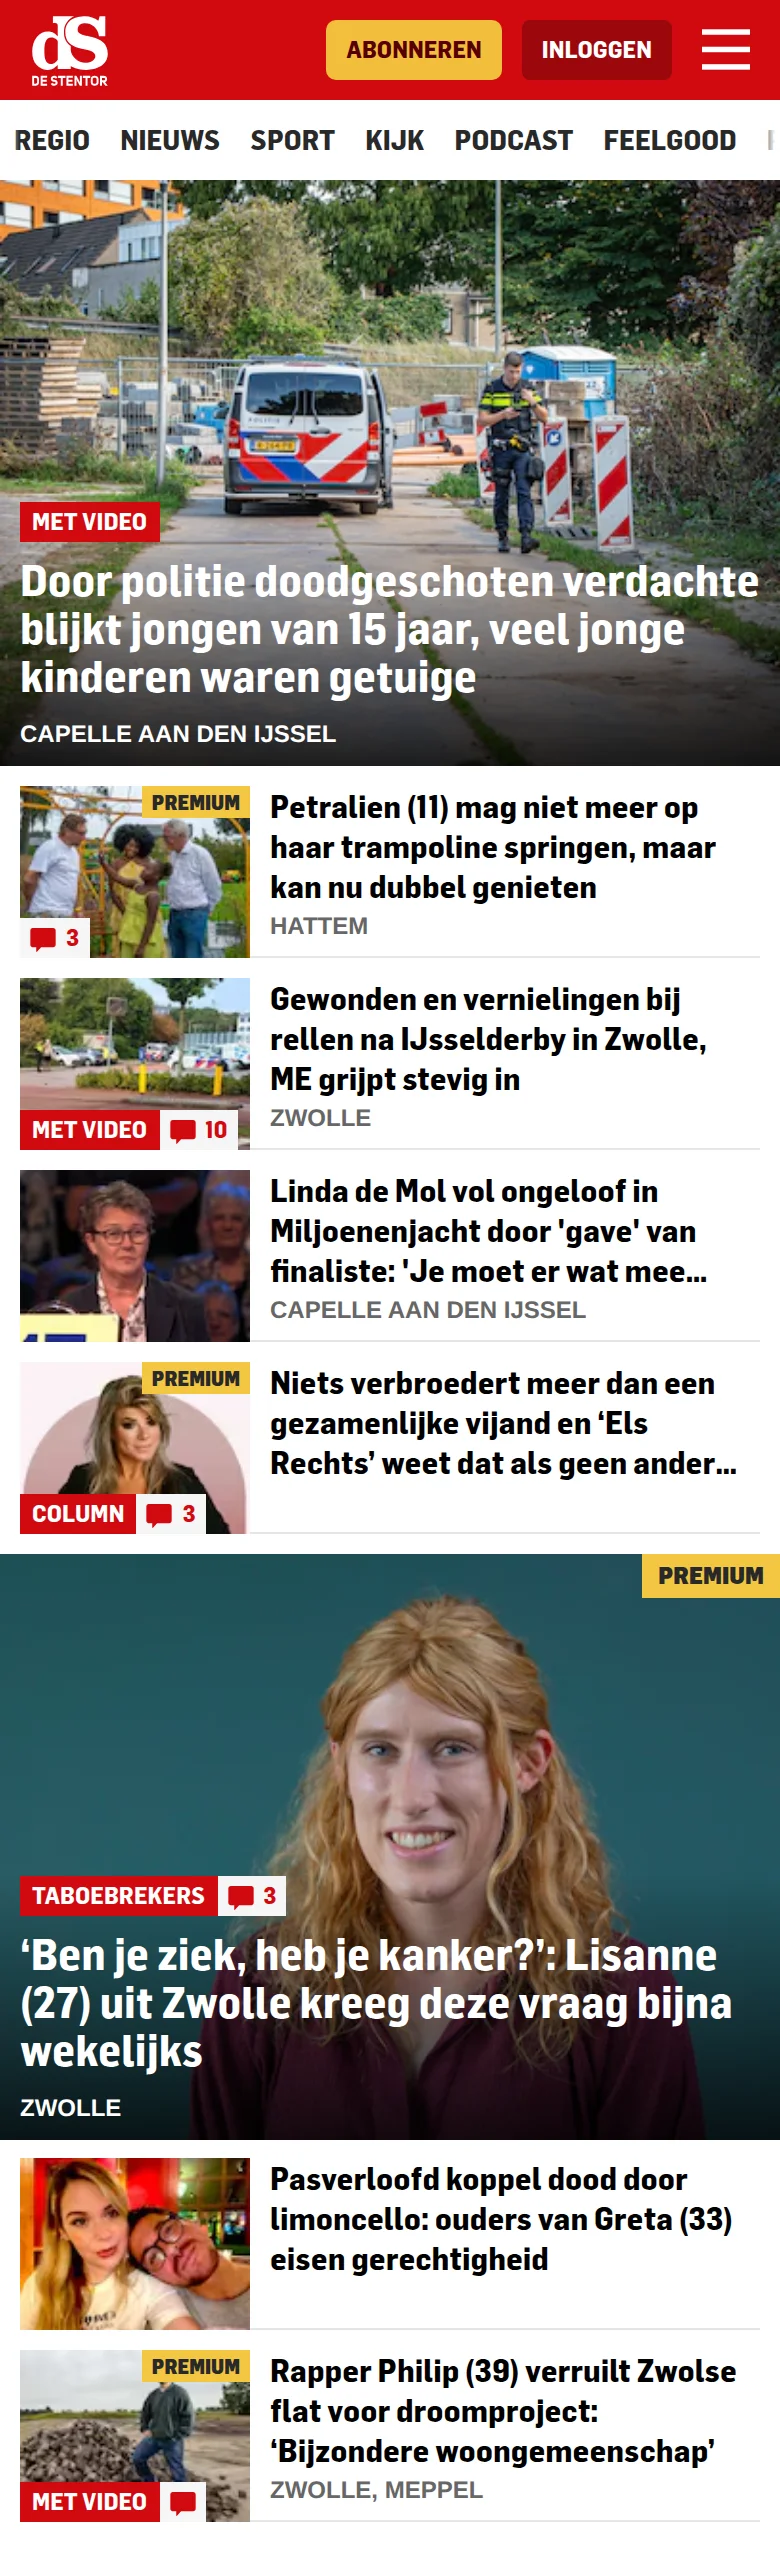 dS
DE STENTOR
ABONNEREN
INLOGGEN
REGIO NIEUWS SPORT KIJK PODCAST FEELGOOD
MET VIDEO
Door politie doodgeschoten verdachte
blijkt jongen van 15 jaar, veel jonge
kinderen waren getuige
CAPELLE AAN DEN IJSSEL
PREMIUM
3
Petralien (11) mag niet meer op
haar trampoline springen, maar
kan nu dubbel genieten
HATTEM
MET VIDEO
10
Gewonden en vernielingen bij
rellen na IJsselderby in Zwolle,
ME grijpt stevig in
ZWOLLE
Linda de Mol vol ongeloof in
Miljoenenjacht door 'gave' van
finaliste: 'Je moet er wat mee...
CAPELLE AAN DEN IJSSEL
PREMIUM
COLUMN
3
Niets verbroedert meer dan een
gezamenlijke vijand en ‘Els
Rechts’ weet dat als geen ander...
PREMIUM
TABOEBREKERS
3
‘Ben je ziek, heb je kanker?’: Lisanne
(27) uit Zwolle kreeg deze vraag bijna
wekelijks
ZWOLLE
Pasverloofd koppel dood door
limoncello: ouders van Greta (33)
eisen gerechtigheid
PREMIUM
MET VIDEO
Rapper Philip (39) verruilt Zwolse
flat voor droomproject:
‘Bijzondere woongemeenschap’
ZWOLLE, MEPPEL